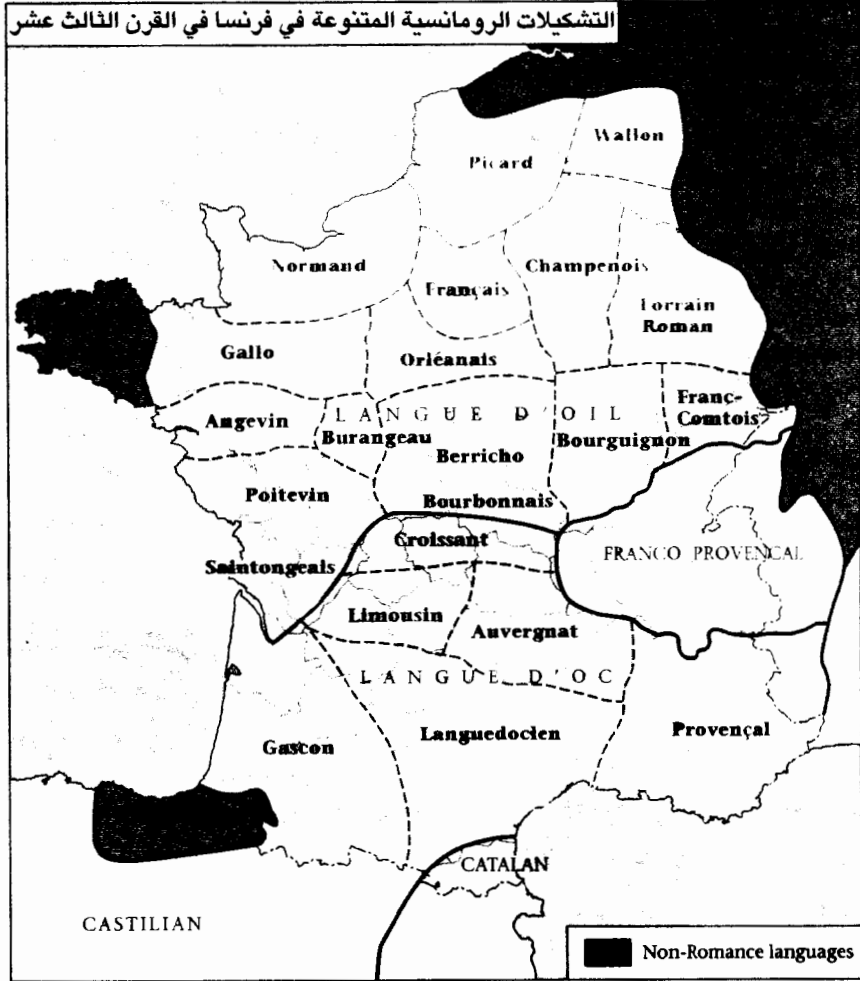 التشكيلات الرومانسية المتنوعة في فرنسا في القرن الثالث عشر
Wallon
Picard
Normand
Champenois
Français
Lorrain
Roman
Gallo
Orléanais
Franc-
Comtois
LANGUE D'OIL
Angevin
Burangeau
Bourguignon
Berricho
Poitevin
Bourbonnais
Croissant
FRANCO PROVENÇAL
Saintongeais
Limousin
Auvergnat
LANGUE D'OC
Provençal
Languedocien
Gascon
CATALAN
CASTILIAN
Non-Romance languages